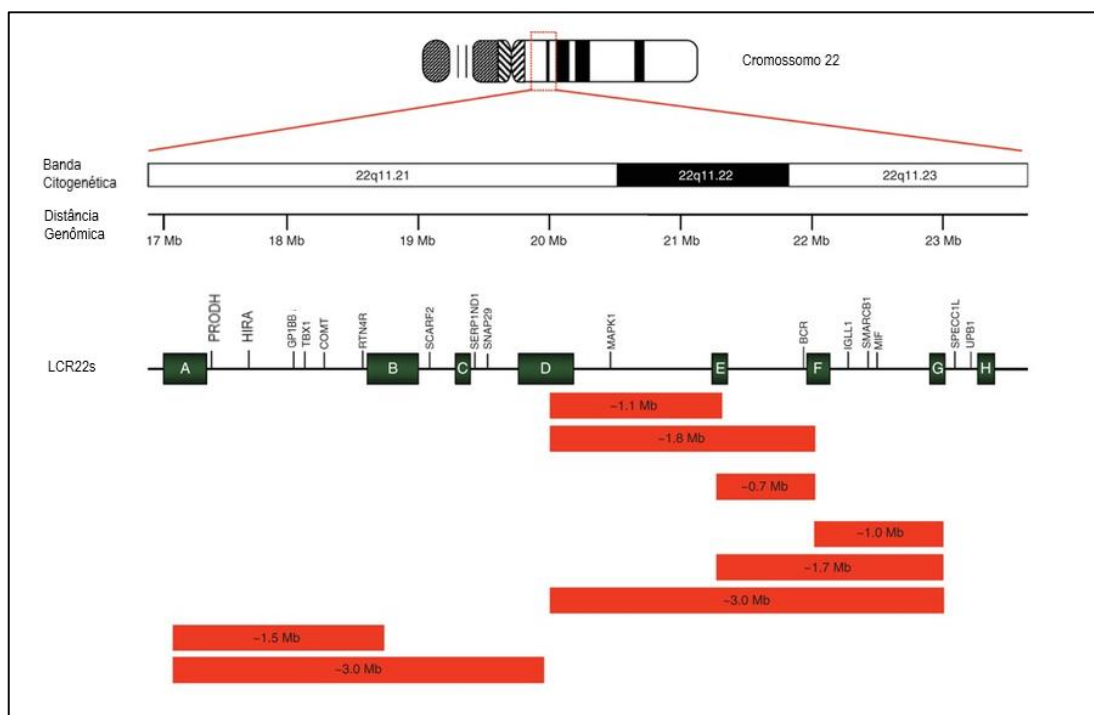 Cromossomo 22
Banda
Citogenética
22q11.21
22q11.22
22q11.23
Distância
Genômica
17 Mb
18 Mb
19 Mb
20 Mb
21 Mb
22 Mb
23 Mb
PRODH
HIRA
GP1BB
TBX1
COMT
RTN4R
SCARF2
SERP1ND1
SNAP29
MAPK1
BCR
IGLL1
SMARCB1
MIF
SPECC1L
UPB1
LCR22s
A
B
C
D
E
F
G
H
~1.1 Mb
~1.8 Mb
~0.7 Mb
~1.0 Mb
~1.7 Mb
~3.0 Mb
~1.5 Mb
~3.0 Mb